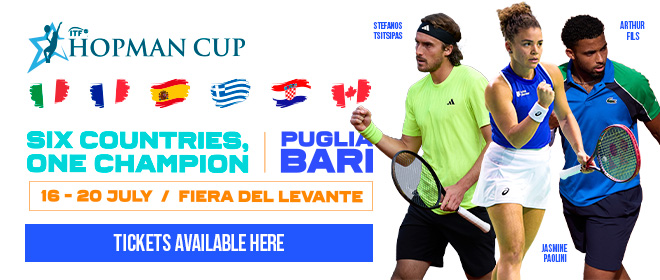 ITF
HOPMAN CUP
SIX COUNTRIES,
ONE CHAMPION
PUGLIA
BARI
16 - 20 JULY / FIERA DEL LEVANTE
TICKETS AVAILABLE HERE
STEFANOS
TSITSIPAS
ARTHUR
FILS
JASMINE
PAOLINI